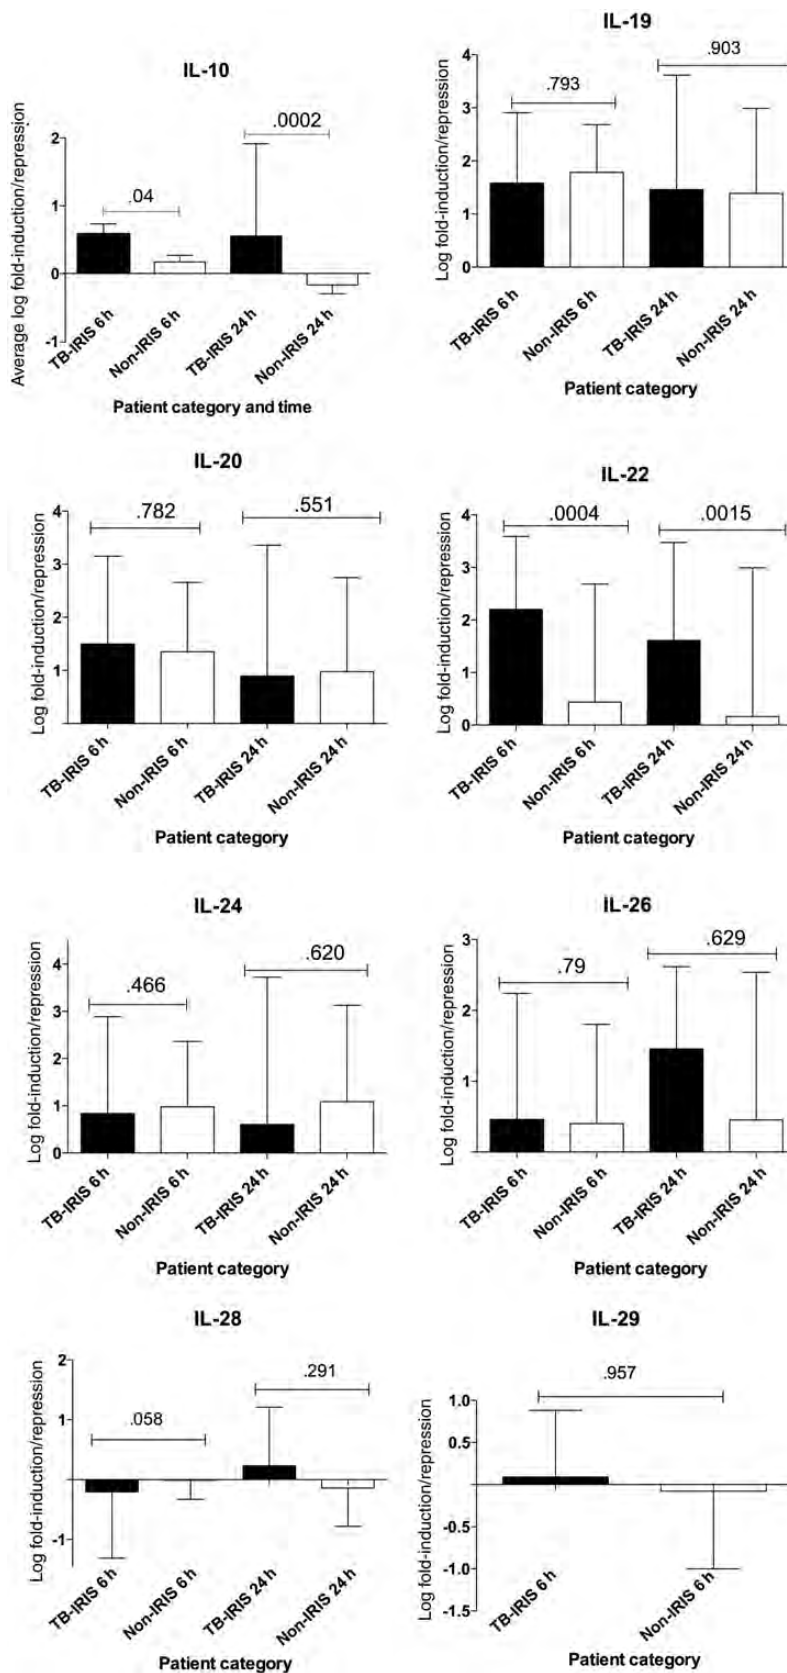 IL-10
Average log fold-induction/repression
2
1
0
-1
.04
.0002
TB-IRIS 6 h
Non-IRIS 6 h
TB-IRIS 24 h
Non-IRIS 24 h
Patient category and time
IL-19
Log fold-induction/repression
4
3
2
1
0
.793
.903
TB-IRIS 6 h
Non-IRIS 6 h
TB-IRIS 24 h
Non-IRIS 24 h
Patient category
IL-20
Log fold-induction/repression
4
3
2
1
.782
.551
TB-IRIS 6 h
Non-IRIS 6 h
TB-IRIS 24 h
Non-IRIS 24 h
Patient category
IL-22
Log fold-induction/repression
4
3
2
1
0
.0004
.0015
TB-IRIS 6 h
Non-IRIS 6 h
TB-IRIS 24 h
Non-IRIS 24 h
Patient category
IL-24
Log fold-induction/repression
4
3
2
1
0
.466
.620
TB-IRIS 6 h
Non-IRIS 6 h
TB-IRIS 24 h
Non-IRIS 24 h
Patient category
IL-26
Log fold-induction/repression
3
2
1
.79
.629
TB-IRIS 6 h
Non-IRIS 6 h
TB-IRIS 24 h
Non-IRIS 24 h
Patient category
IL-28
Log fold-induction/repression
2
1
-1
.058
.291
TB-IRIS 6 h
Non-IRIS 6 h
TB-IRIS 24 h
Non-IRIS 24 h
Patient category
IL-29
Log fold-induction/repression
1.0
0.5
-0.5
-1.0
-1.5
.957
TB-IRIS 6 h
Non-IRIS 6 h
Patient category